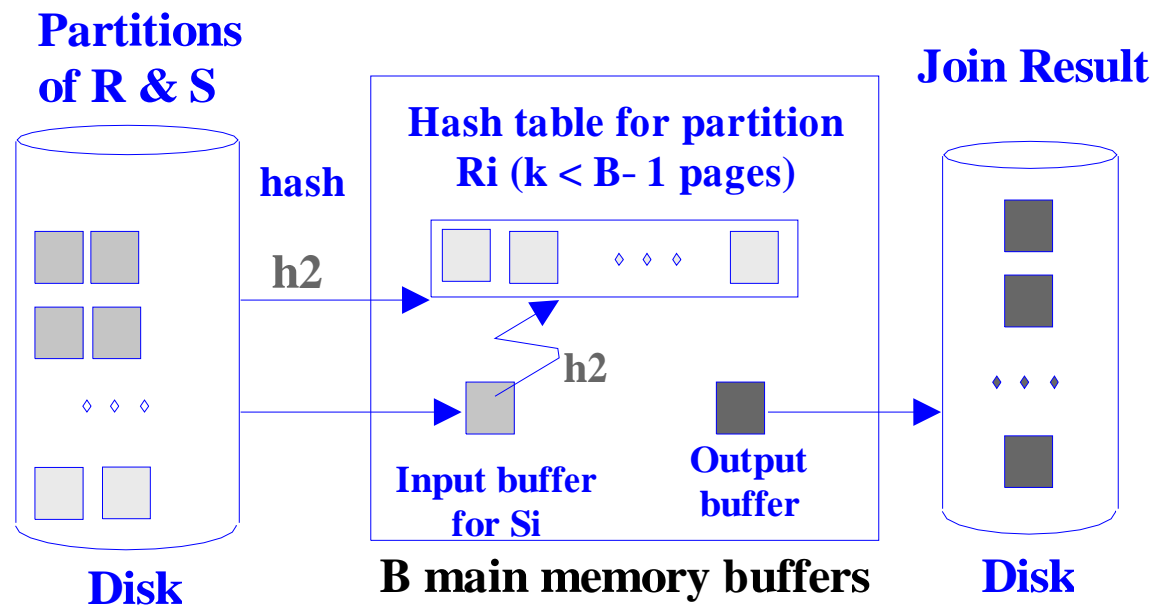 Partitions
of R & S
Join Result
Hash table for partition
Ri (k < B- 1 pages)
hash
h2
h2
Input buffer
for Si
Output
buffer
Disk
B main memory buffers
Disk